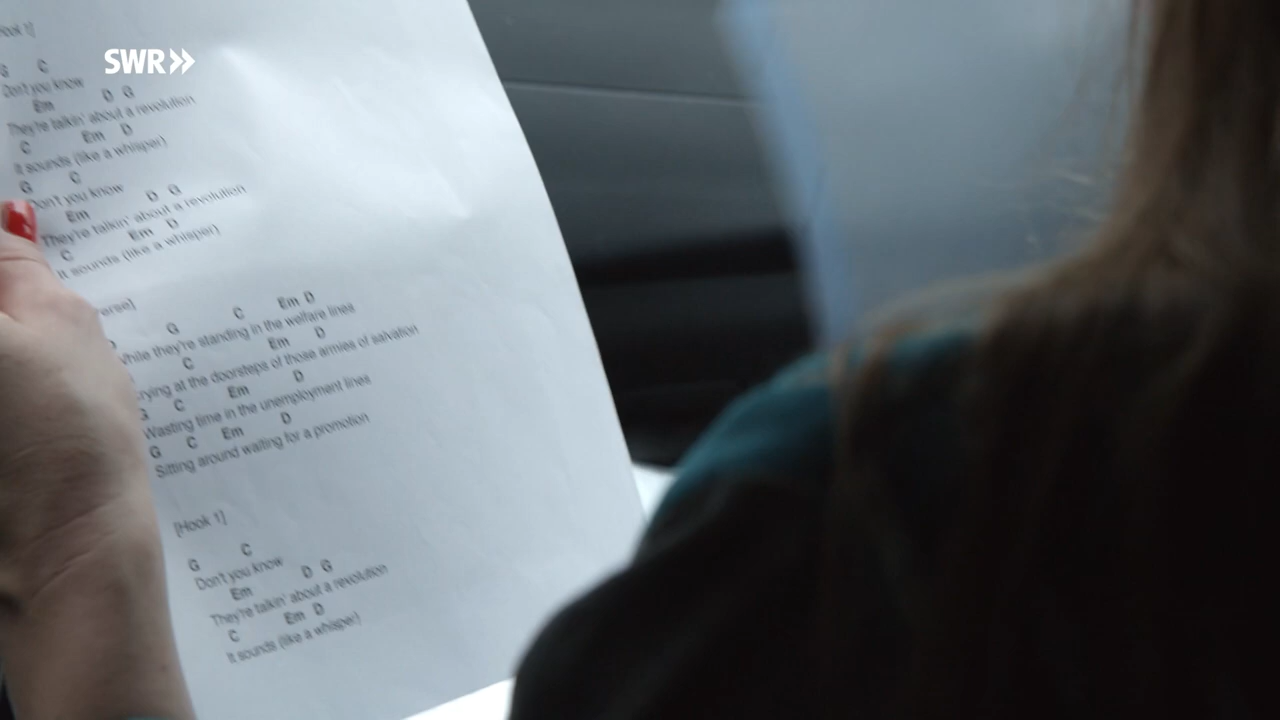 SWR
Hook 1]
G C
Don't you know
Em D G
They're talkin' about a revolution
C Em D
It sounds (like a whisper)
G C
Don't you know
Em D G
They're talkin' about a revolution
C Em D
It sounds (like a whisper)
erse]
G C Em D
While they're standing in the welfare lines
C Em D
rying at the doorsteps of those armies of salvation
G C Em D
Wasting time in the unemployment lines
G C Em D
Sitting around waiting for a promotion
[Hook 1]
G C
Don't you know
Em D G
They're talkin' about a revolution
C Em D
It sounds (like a whisper)